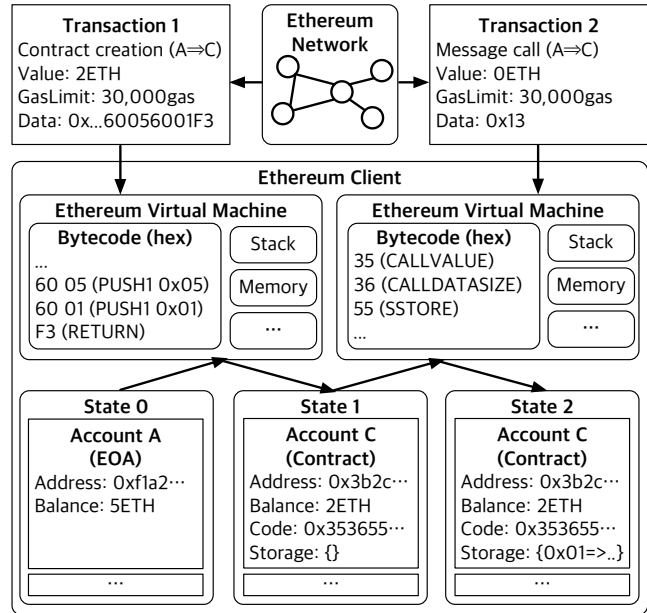 Transaction 1
Contract creation (A⇒C)
Value: 2ETH
GasLimit: 30,000gas
Data: 0x...60056001F3
Ethereum
Network
Transaction 2
Message call (A⇒C)
Value: 0ETH
GasLimit: 30,000gas
Data: 0x13
Ethereum Client
Ethereum Virtual Machine
Bytecode (hex)
...
60 05 (PUSH1 0x05)
60 01 (PUSH1 0x01)
F3 (RETURN)
Stack
Memory
···
Ethereum Virtual Machine
Bytecode (hex)
35 (CALLVALUE)
36 (CALLDATASIZE)
55 (SSTORE)
...
Stack
Memory
···
State 0
Account A
(EOA)
Address: 0xf1a2···
Balance: 5ETH
···
State 1
Account C
(Contract)
Address: 0x3b2c···
Balance: 2ETH
Code: 0x353655···
Storage: {}
···
State 2
Account C
(Contract)
Address: 0x3b2c···
Balance: 2ETH
Code: 0x353655···
Storage: {0x01=>..}
···